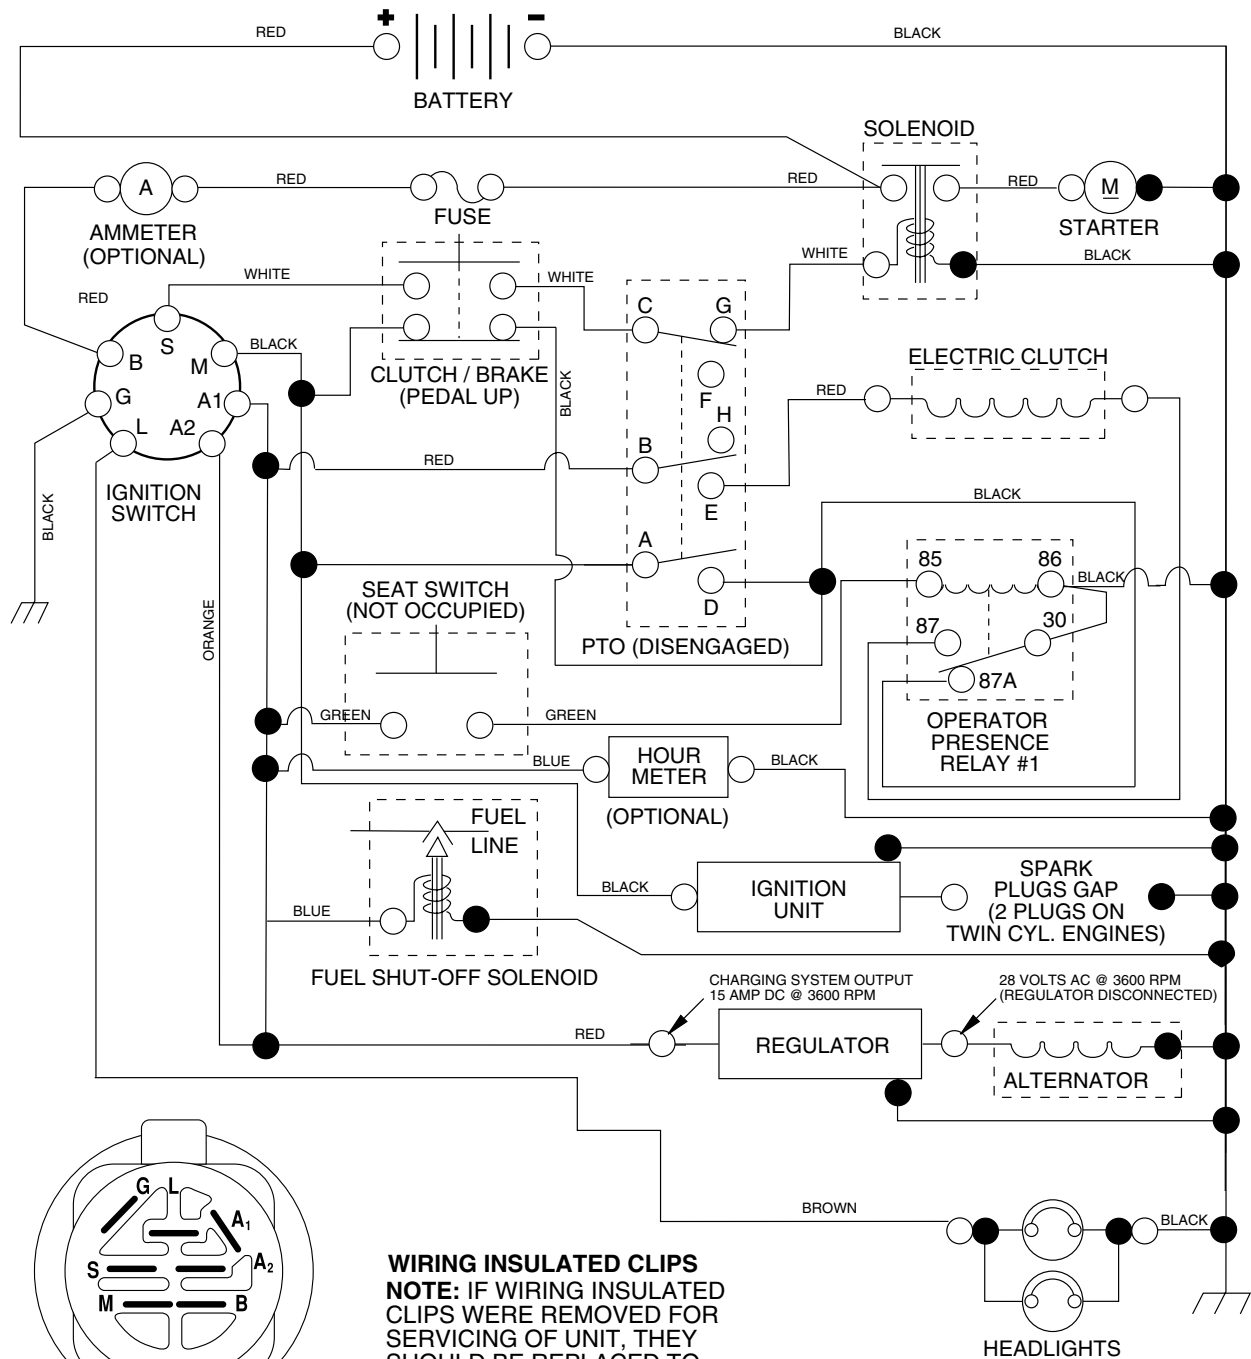 RED
+
-
BLACK
BATTERY
SOLENOID
A
RED
RED
RED
M
AMMETER
(OPTIONAL)
FUSE
STARTER
WHITE
BLACK
WHITE
WHITE
RED
S
B
M
BLACK
G
A1
L
A2
CLUTCH / BRAKE
(PEDAL UP)
BLACK
C
G
F
H
B
E
A
D
ELECTRIC CLUTCH
RED
RED
IGNITION
SWITCH
BLACK
BLACK
ORANGE
SEAT SWITCH
(NOT OCCUPIED)
PTO (DISENGAGED)
85
86
BLACK
87
30
87A
GREEN
GREEN
OPERATOR
PRESENCE
RELAY #1
BLUE
HOUR
METER
BLACK
(OPTIONAL)
FUEL
LINE
BLUE
BLACK
IGNITION
UNIT
SPARK
PLUGS GAP
(2 PLUGS ON
TWIN CYL. ENGINES)
FUEL SHUT-OFF SOLENOID
CHARGING SYSTEM OUTPUT
15 AMP DC @ 3600 RPM
28 VOLTS AC @ 3600 RPM
(REGULATOR DISCONNECTED)
RED
REGULATOR
ALTERNATOR
BROWN
BLACK
HEADLIGHTS
G
L
A1
A2
S
M
B
WIRING INSULATED CLIPS
NOTE: IF WIRING INSULATED
CLIPS WERE REMOVED FOR
SERVICING OF UNIT, THEY
SHOULD BE REPLACED TO